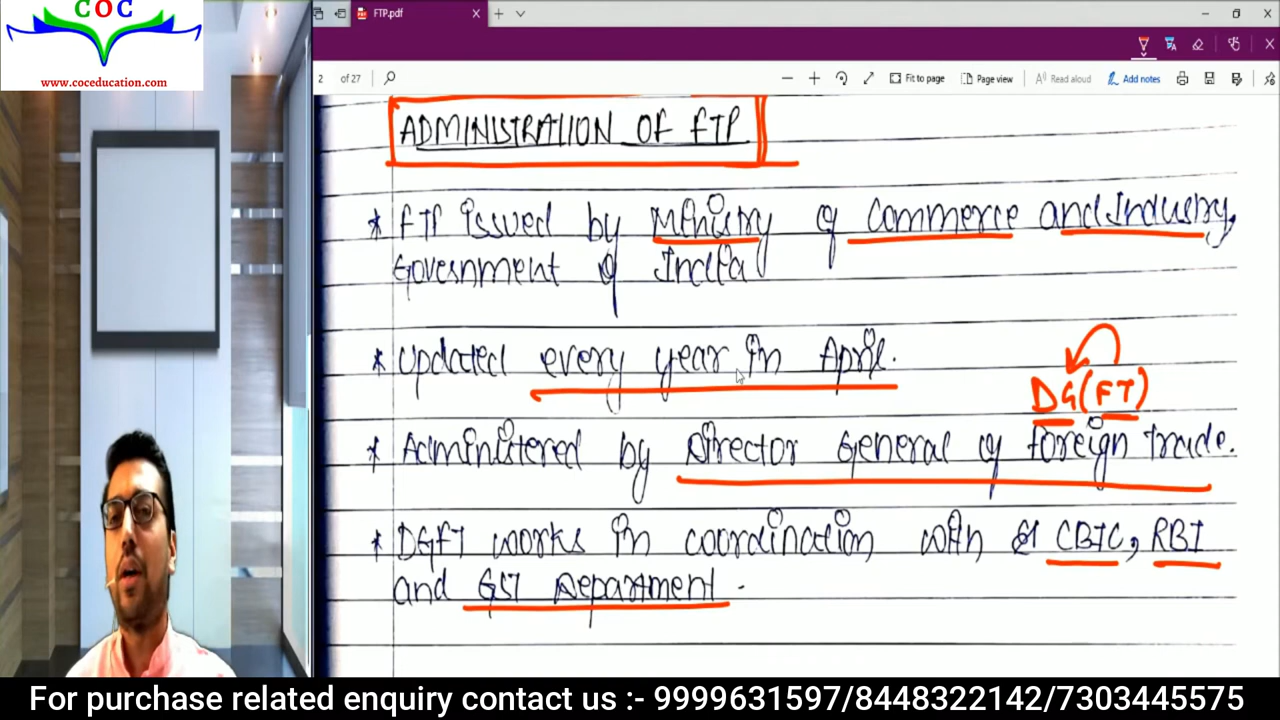 COC
www.coceducation.com
FTP.pdf
2 of 27
Fit to page
Page view
Read aloud
Add notes
ADMINISTRATION OF FTP
* FTP issued by Ministry of Commerce and Industry,
Government of India
* Updated every year in April.
DG(FT)
* Administered by Director General of foreign trade.
* DGFT works in coordination with CBIC, RBI
and GST Department.
For purchase related enquiry contact us :- 9999631597/8448322142/7303445575